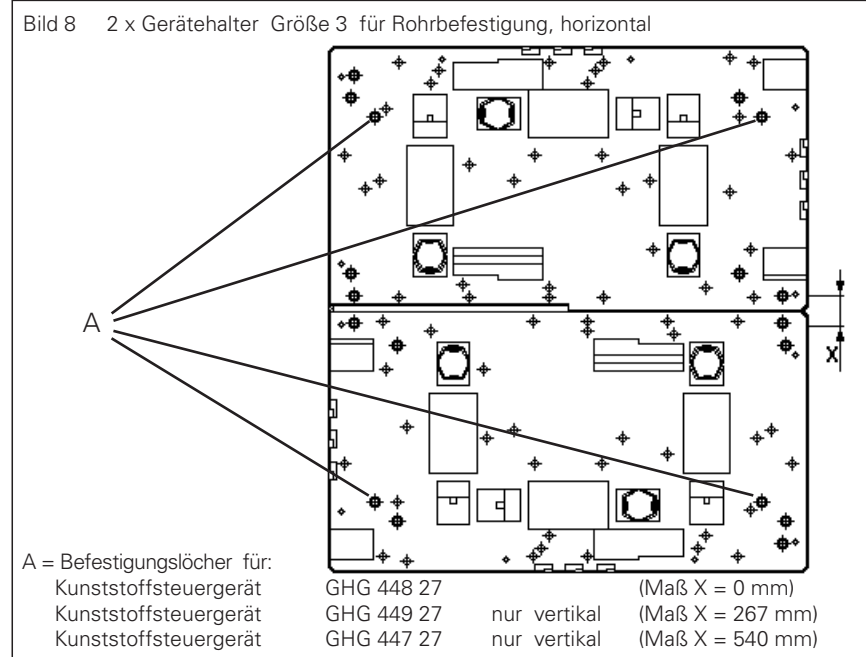 Bild 8 2 x Gerätehalter Größe 3 für Rohrbefestigung, horizontal
A
X
A = Befestigungslöcher für:
Kunststoffsteuergerät GHG 448 27 (Maß X = 0 mm)
Kunststoffsteuergerät GHG 449 27 nur vertikal (Maß X = 267 mm)
Kunststoffsteuergerät GHG 447 27 nur vertikal (Maß X = 540 mm)